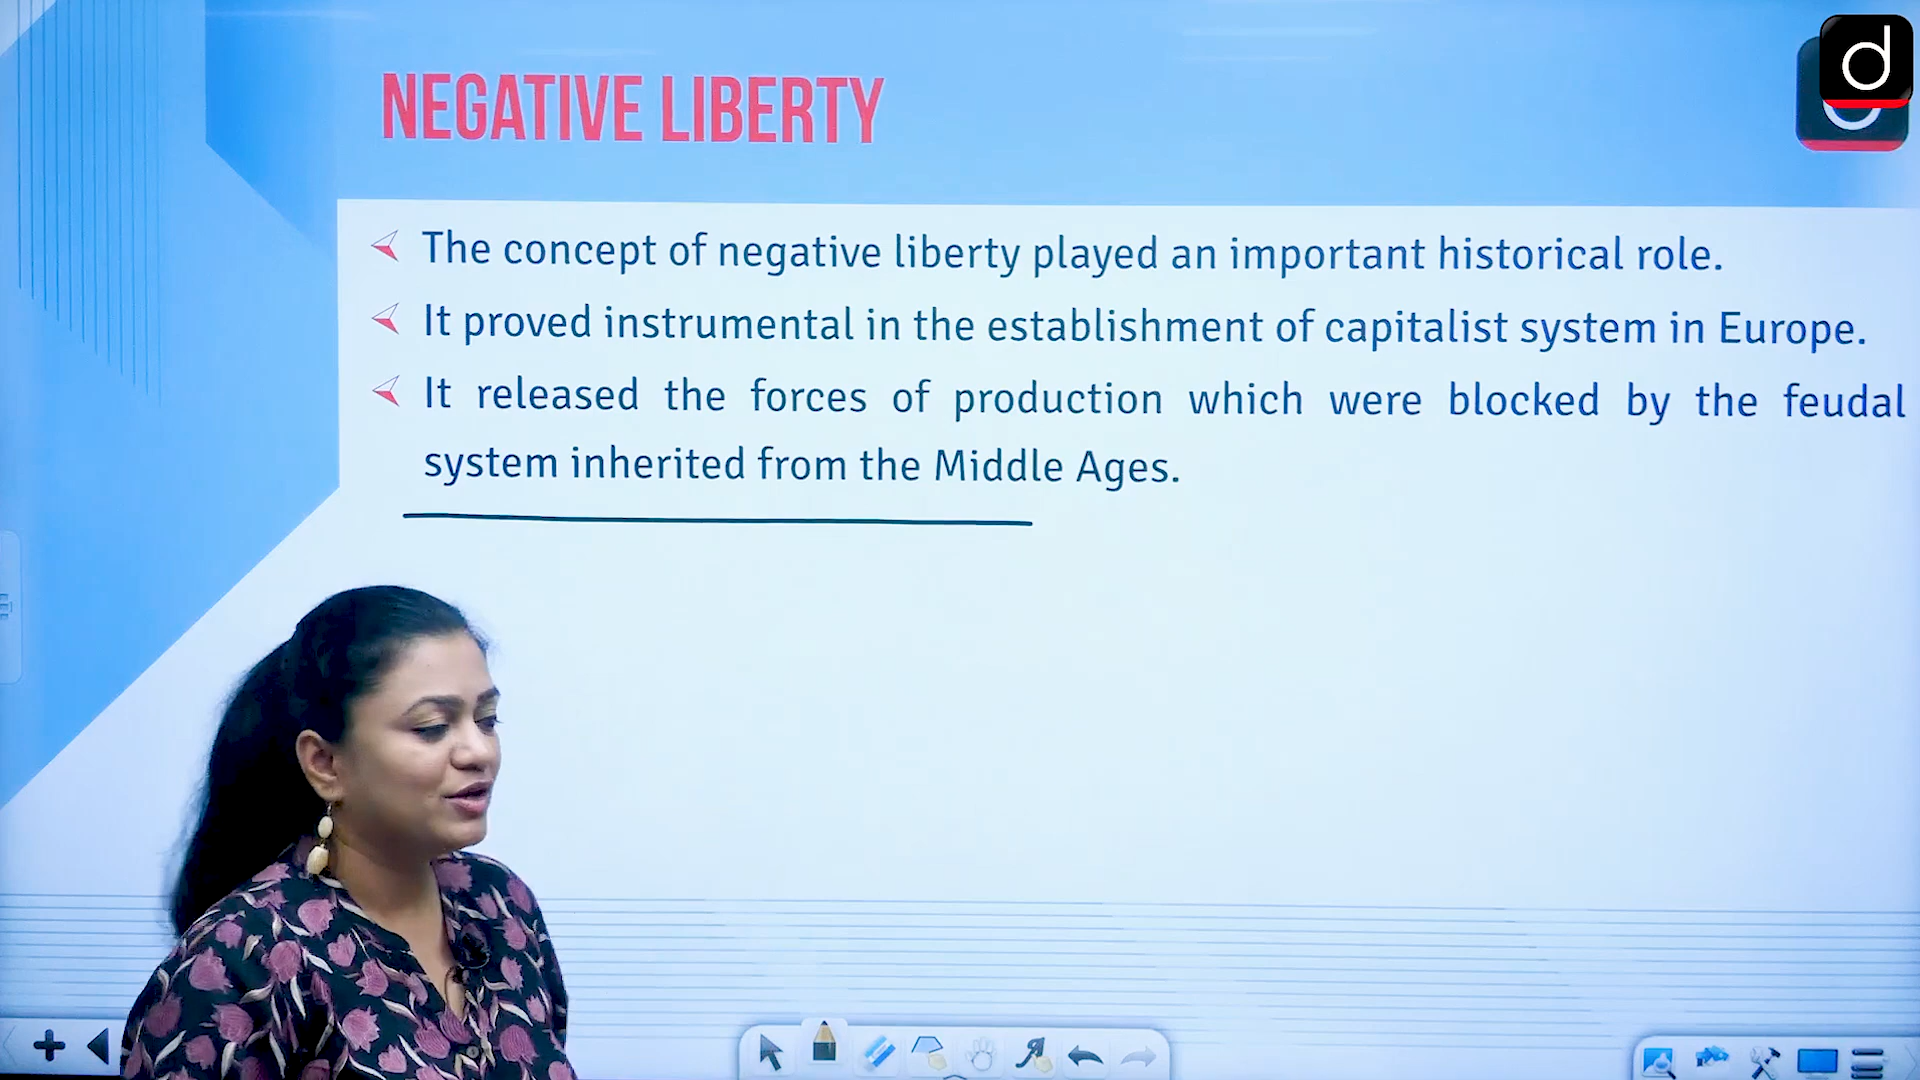 NEGATIVE LIBERTY
The concept of negative liberty played an important historical role.
It proved instrumental in the establishment of capitalist system in Europe.
It released the forces of production which were blocked by the feudal
system inherited from the Middle Ages.